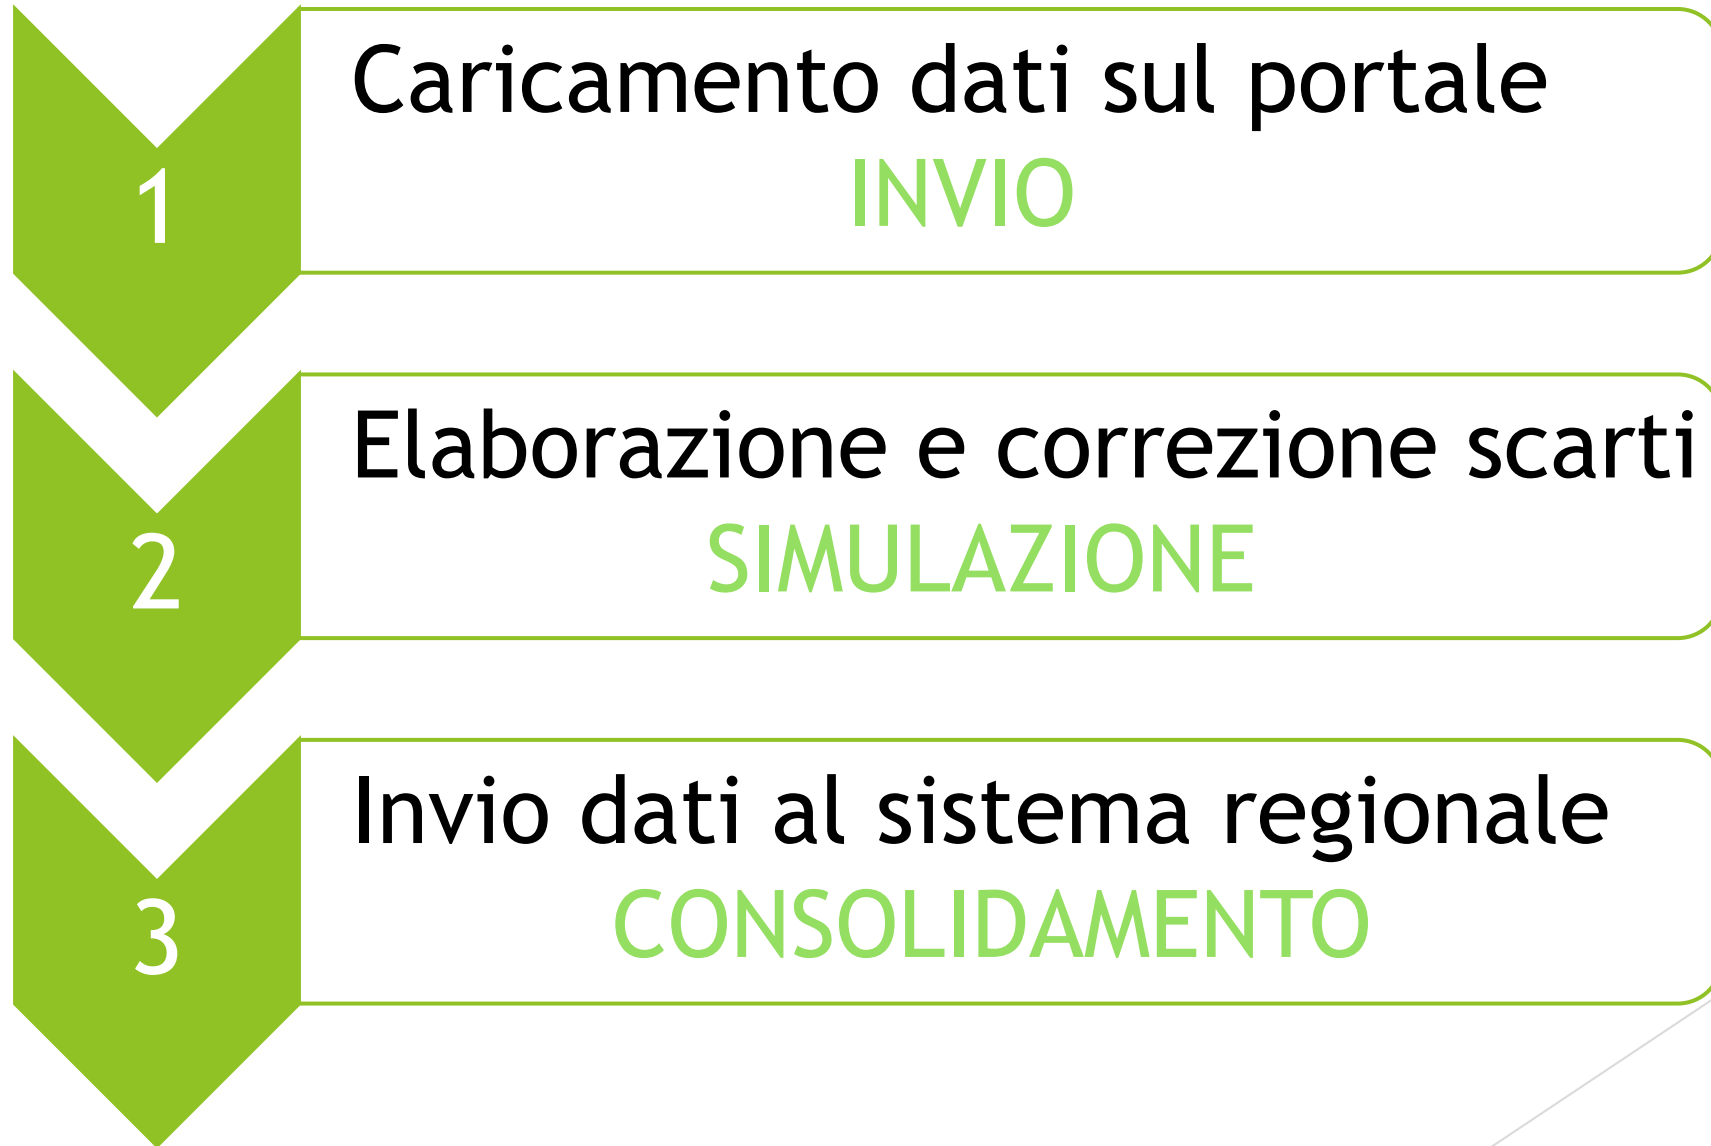 1
Caricamento dati sul portale
INVIO
2
Elaborazione e correzione scarti
SIMULAZIONE
3
Invio dati al sistema regionale
CONSOLIDAMENTO